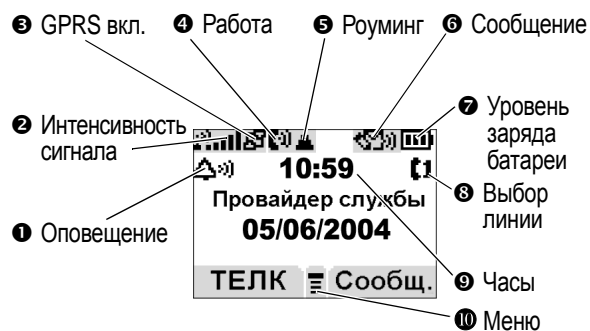 ❸ GPRS вкл.
❹ Работа
❺ Роуминг
❻ Сообщение
❷ Интенсивность
сигнала
❼ Уровень
заряда
батареи
10:59
1
❽ Выбор
линии
Провайдер службы
❶ Оповещение
05/06/2004
❾ Часы
ТЕЛК
Сообщ.
❿ Меню